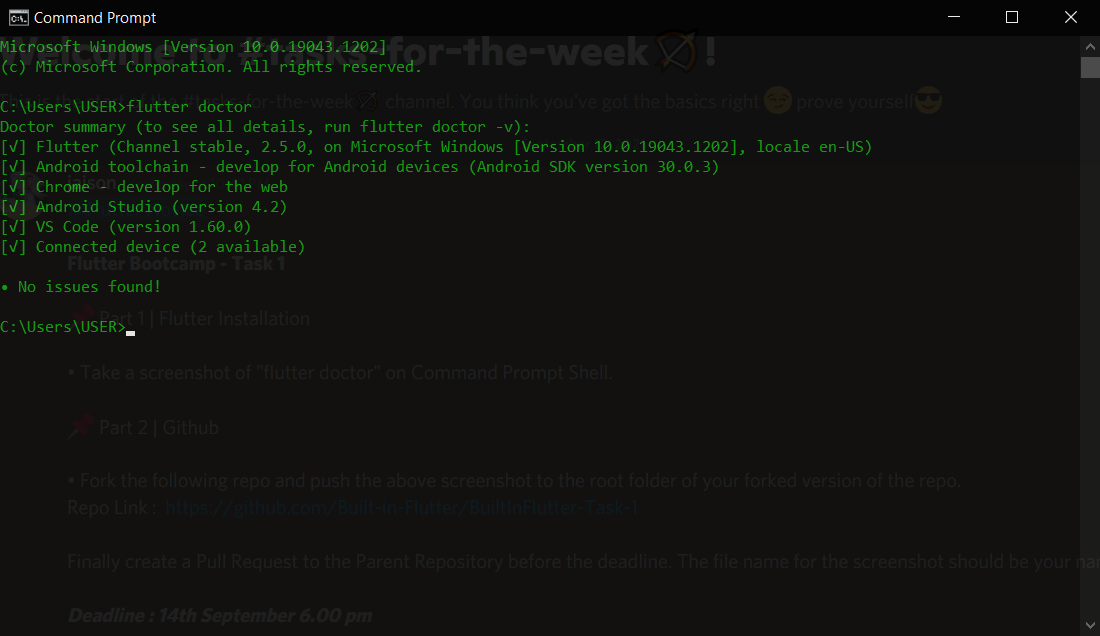 Command Prompt
Microsoft Windows [Version 10.0.19043.1202]
(c) Microsoft Corporation. All rights reserved.
Welcome to #tasks-for-the-week🏹!
C:\Users\USER>flutter doctor
#tasks-for-the-week🏹 channel. You think you've got the basics right 😏 prove yourself😎
Doctor summary (to see all details, run flutter doctor -v):
[√] Flutter (Channel stable, 2.5.0, on Microsoft Windows [Version 10.0.19043.1202], locale en-US)
[√] Android toolchain - develop for Android devices (Android SDK version 30.0.3)
jaison
[√] Chrome - develop for the web
[√] Android Studio (version 4.2)
[√] VS Code (version 1.60.0)
[√] Connected device (2 available)
Flutter Bootcamp - Task 1
• No issues found!
📌 Part 1 | Flutter Installation
C:\Users\USER>
• Take a screenshot of "flutter doctor" on Command Prompt Shell.
📌 Part 2 | Github
• Fork the following repo and push the above screenshot to the root folder of your forked version of the repo.
Repo Link : https://github.com/Built-in-Flutter/BuiltInFlutter-Task-1
Finally create a Pull Request to the Parent Repository before the deadline. The file name for the screenshot should be your
Deadline : 14th September 6.00 pm